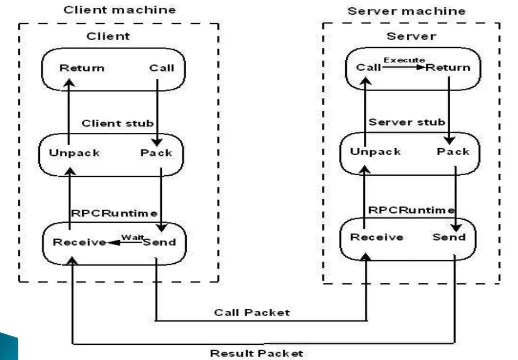 Client machine
Server machine
Client
Server
Return Call
Call Execute Return
Client stub
Server stub
Unpack Pack
Unpack Pack
RPCRuntime
RPCRuntime
Receive Wait Send
Receive Send
Call Packet
Result Packet